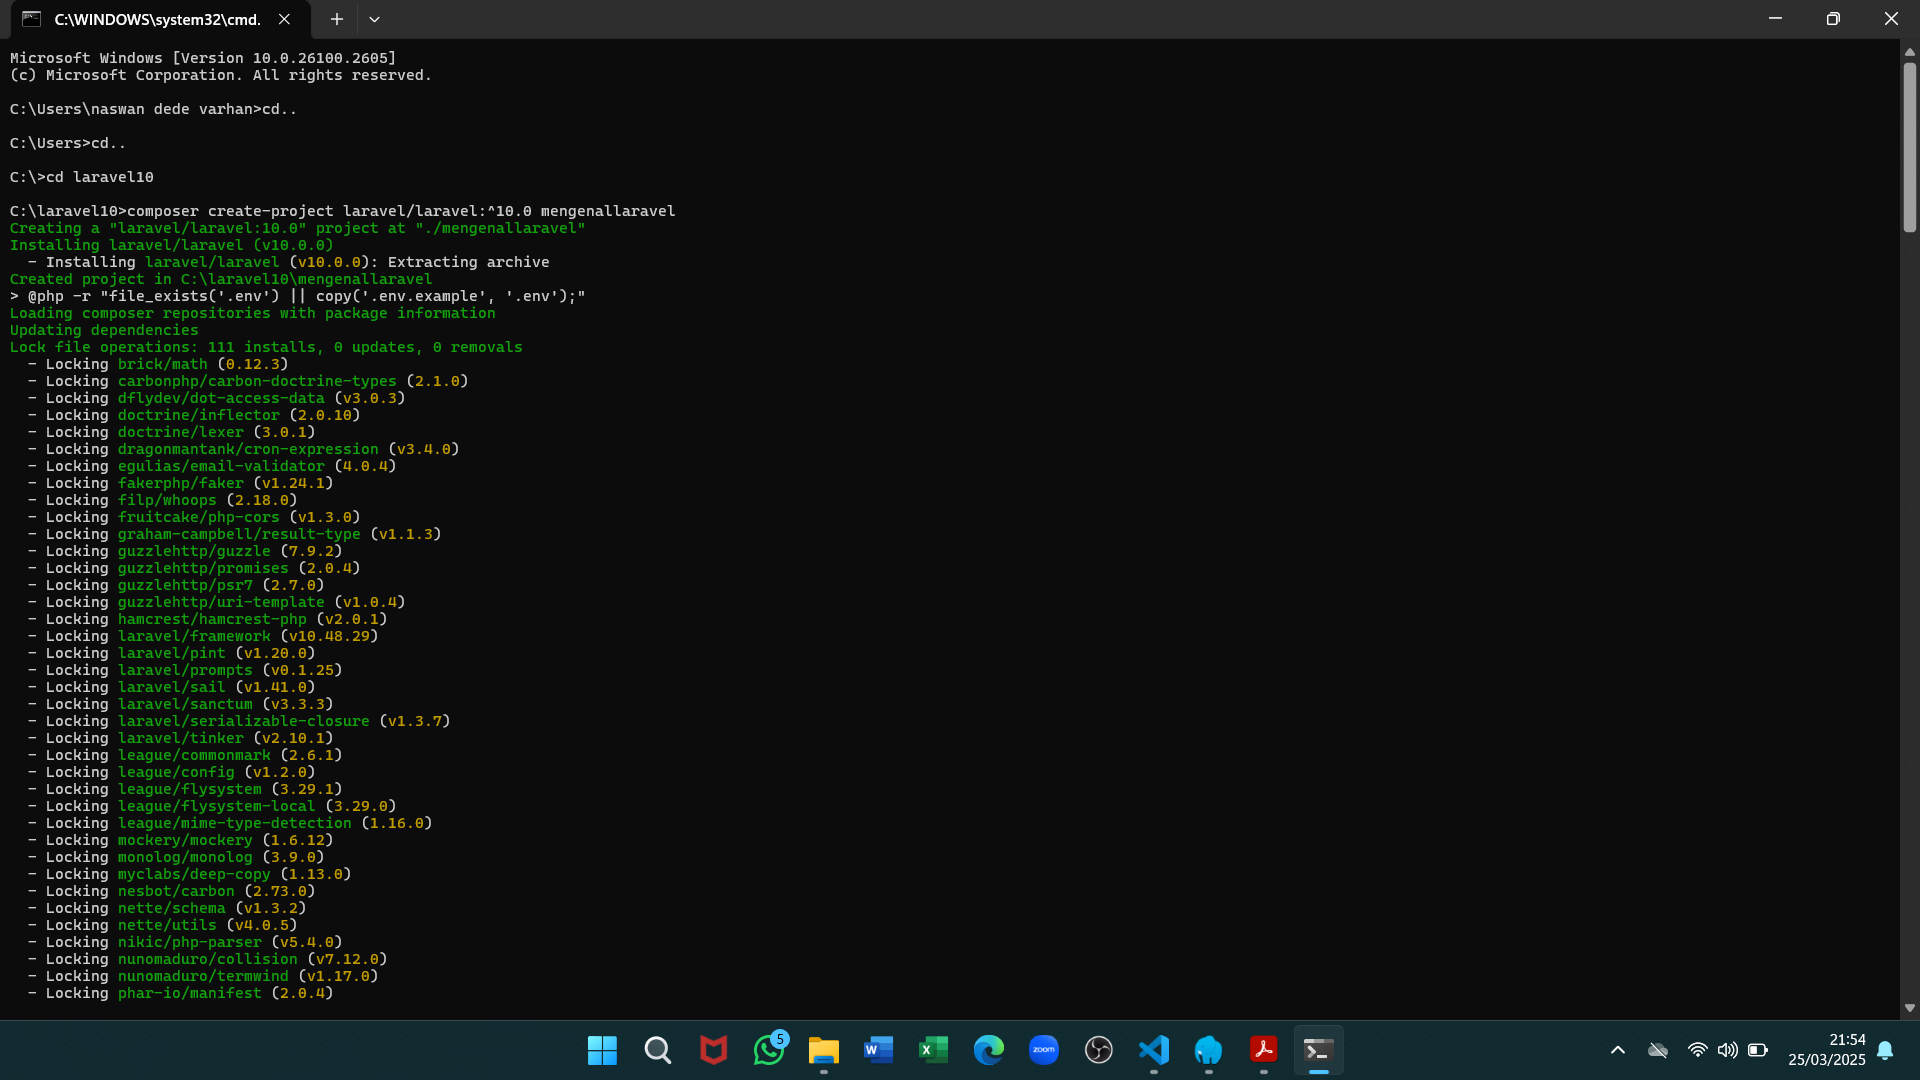 C:\WINDOWS\system32\cmd.
Microsoft Windows [Version 10.0.26100.2605]
(c) Microsoft Corporation. All rights reserved.
C:\Users\naswan dede varhan>cd..
C:\Users>cd..
C:\>cd laravel10
C:\laravel10>composer create-project laravel/laravel:^10.0 mengenallaravel
Creating a "laravel/laravel:10.0" project at "./mengenallaravel"
Installing laravel/laravel (v10.0.0)
  - Installing laravel/laravel (v10.0.0): Extracting archive
Created project in C:\laravel10\mengenallaravel
> @php -r "file_exists('.env') || copy('.env.example', '.env');"
Loading composer repositories with package information
Updating dependencies
Lock file operations: 111 installs, 0 updates, 0 removals
  - Locking brick/math (0.12.3)
  - Locking carbonphp/carbon-doctrine-types (2.1.0)
  - Locking dflydev/dot-access-data (v3.0.3)
  - Locking doctrine/inflector (2.0.10)
  - Locking doctrine/lexer (3.0.1)
  - Locking dragonmantank/cron-expression (v3.4.0)
  - Locking egulias/email-validator (4.0.4)
  - Locking fakerphp/faker (v1.24.1)
  - Locking filp/whoops (2.18.0)
  - Locking fruitcake/php-cors (v1.3.0)
  - Locking graham-campbell/result-type (v1.1.3)
  - Locking guzzlehttp/guzzle (7.9.2)
  - Locking guzzlehttp/promises (2.0.4)
  - Locking guzzlehttp/psr7 (2.7.0)
  - Locking guzzlehttp/uri-template (v1.0.4)
  - Locking hamcrest/hamcrest-php (v2.0.1)
  - Locking laravel/framework (v10.48.29)
  - Locking laravel/pint (v1.20.0)
  - Locking laravel/prompts (v0.1.25)
  - Locking laravel/sail (v1.41.0)
  - Locking laravel/sanctum (v3.3.3)
  - Locking laravel/serializable-closure (v1.3.7)
  - Locking laravel/tinker (v2.10.1)
  - Locking league/commonmark (2.6.1)
  - Locking league/config (v1.2.0)
  - Locking league/flysystem (3.29.1)
  - Locking league/flysystem-local (3.29.0)
  - Locking league/mime-type-detection (1.16.0)
  - Locking mockery/mockery (1.6.12)
  - Locking monolog/monolog (3.9.0)
  - Locking myclabs/deep-copy (1.13.0)
  - Locking nesbot/carbon (2.73.0)
  - Locking nette/schema (v1.3.2)
  - Locking nette/utils (v4.0.5)
  - Locking nikic/php-parser (v5.4.0)
  - Locking nunomaduro/collision (v7.12.0)
  - Locking nunomaduro/termwind (v1.17.0)
  - Locking phar-io/manifest (2.0.4)
5
W
X
zoom
21:54
25/03/2025